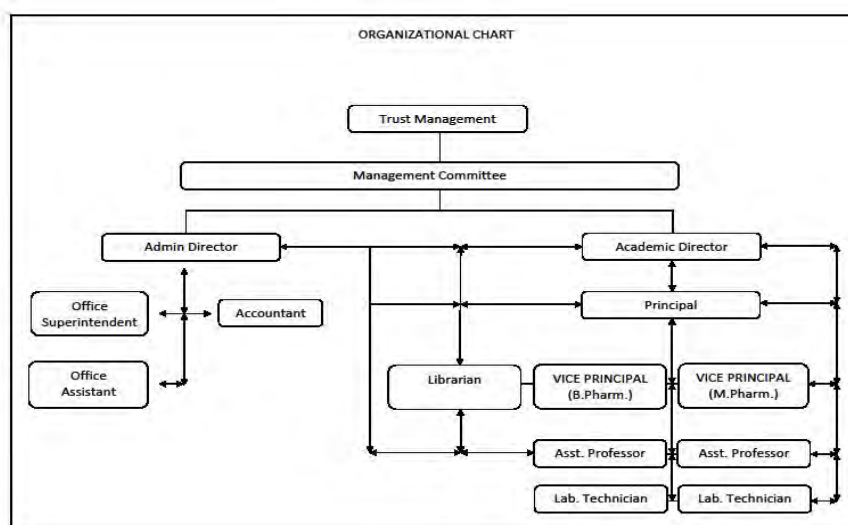 ORGANIZATIONAL CHART
Trust Management
Management Committee
Admin Director
Academic Director
Office
Superintendent
Accountant
Principal
Office
Assistant
Librarian
VICE PRINCIPAL
(B.Pharm.)
VICE PRINCIPAL
(M.Pharm.)
Asst. Professor
Asst. Professor
Lab. Technician
Lab. Technician